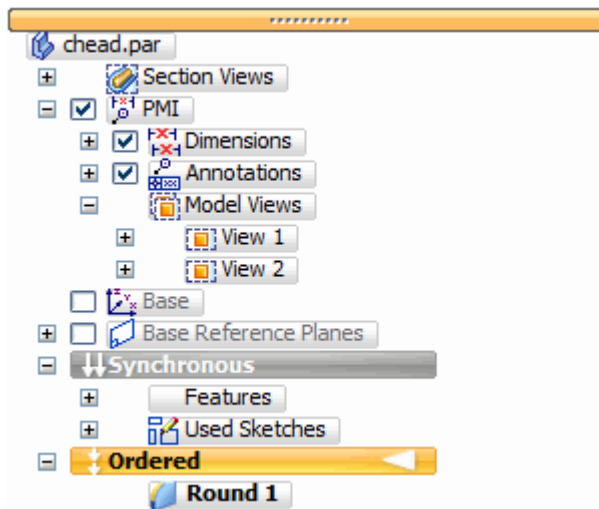 chead.par
Section Views
PMI
Dimensions
Annotations
Model Views
View 1
View 2
Base
Base Reference Planes
Synchronous
Features
Used Sketches
Ordered
Round 1